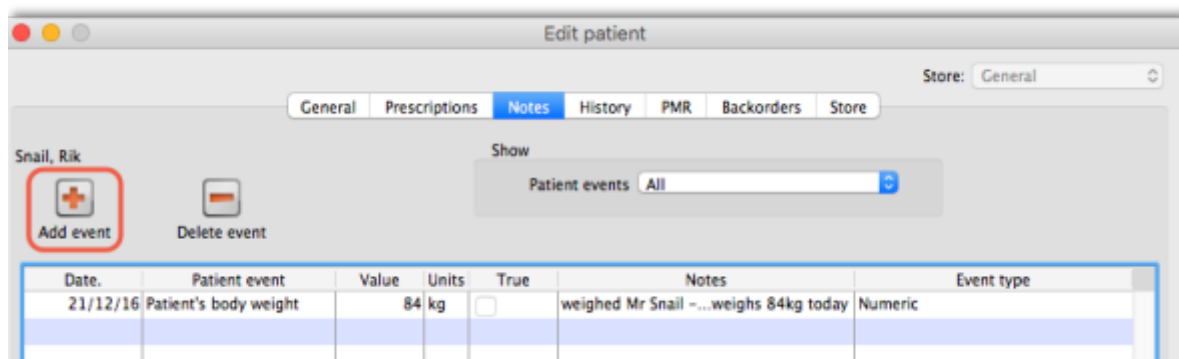 Edit patient
Store: General
General Prescriptions Notes History PMR Backorders Store
Snail, Rik
Show
Patient events All
Add event Delete event
Date. Patient event Value Units True Notes Event type
21/12/16 Patient's body weight 84 kg weighed Mr Snail -...weighs 84kg today Numeric